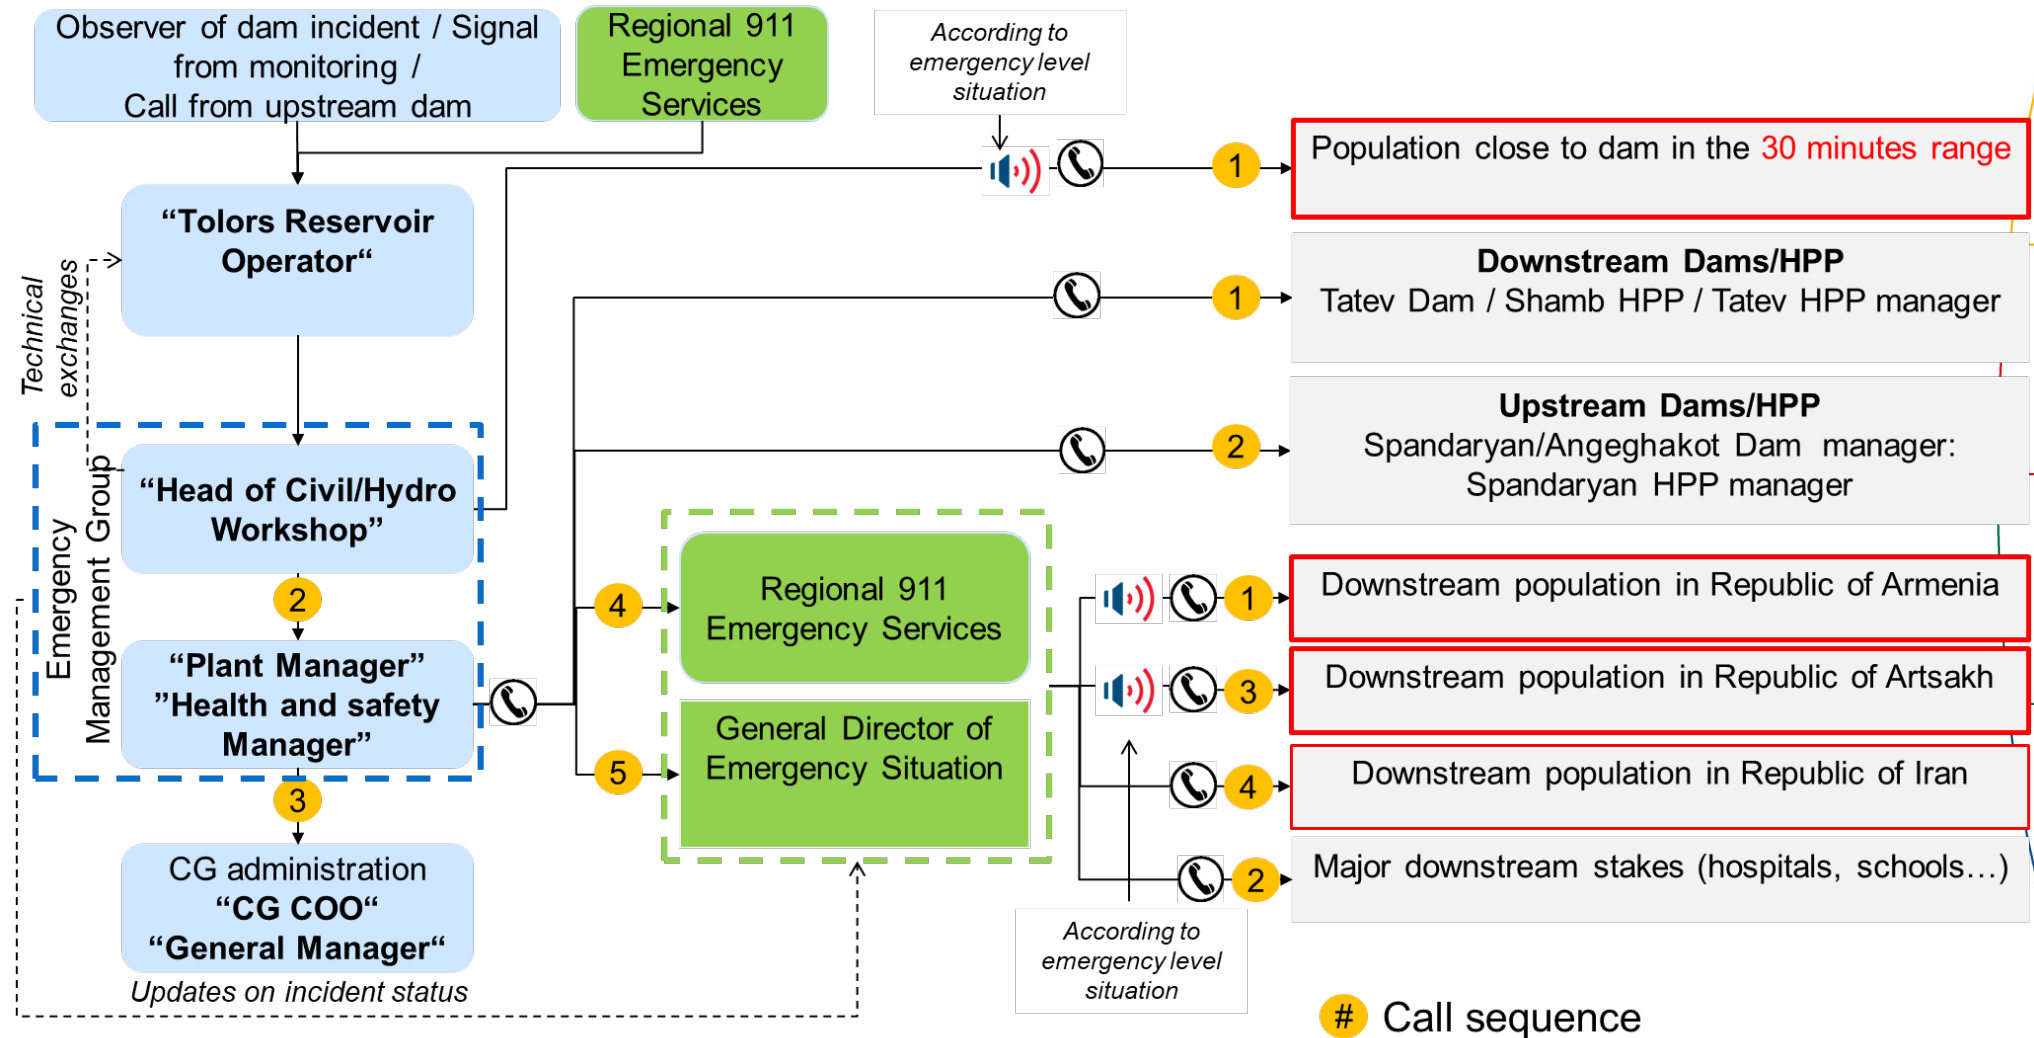 Observer of dam incident / Signal
from monitoring /
Call from upstream dam
Regional 911
Emergency
Services
According to
emergency level
situation
1
Population close to dam in the 30 minutes range
“Tolors Reservoir
Operator“
Technical
exchanges
1
Downstream Dams/HPP
Tatev Dam / Shamb HPP / Tatev HPP manager
2
Upstream Dams/HPP
Spandaryan/Angeghakot Dam manager:
Spandaryan HPP manager
Emergency
Management Group
“Head of Civil/Hydro
Workshop”
2
“Plant Manager”
”Health and safety
Manager”
3
CG administration
“CG COO“
“General Manager“
Updates on incident status
4
Regional 911
Emergency Services
5
General Director of
Emergency Situation
1
Downstream population in Republic of Armenia
3
Downstream population in Republic of Artsakh
4
Downstream population in Republic of Iran
2
Major downstream stakes (hospitals, schools…)
According to
emergency level
situation
# Call sequence